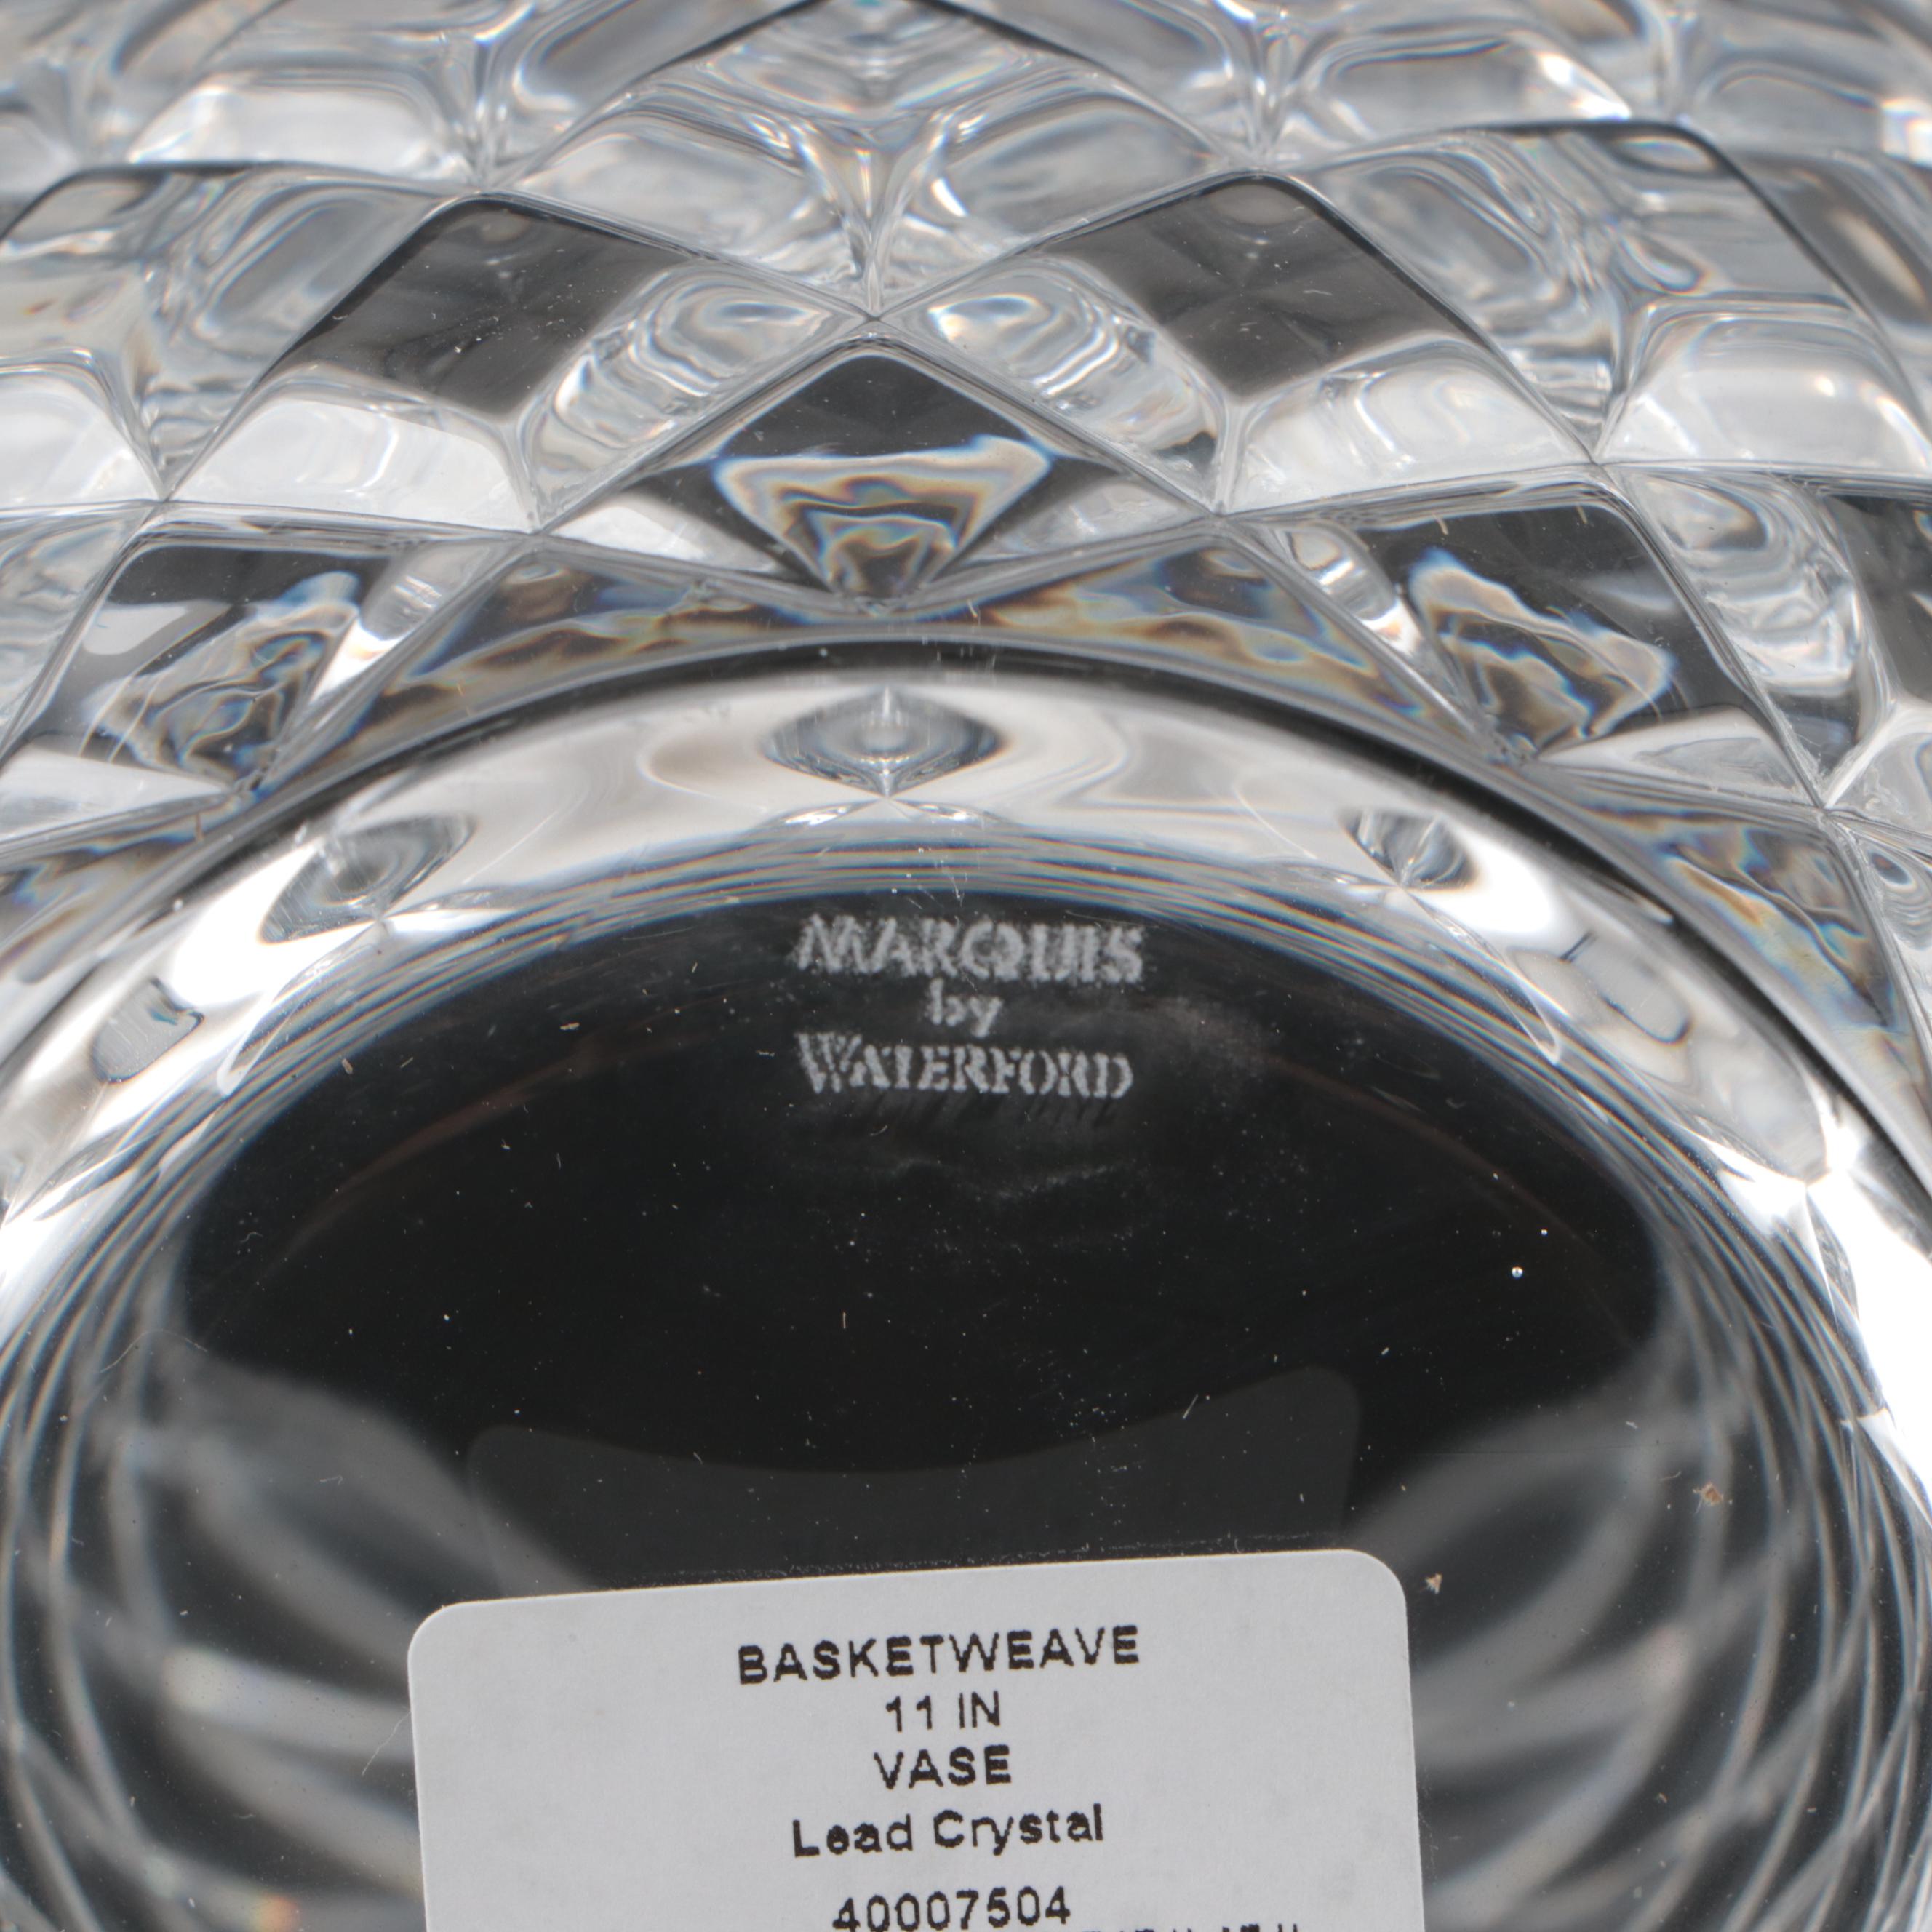 MARQUIS
by
WATERFORD
BASKETWEAVE
11 IN
VASE
Lead Crystal
40007504